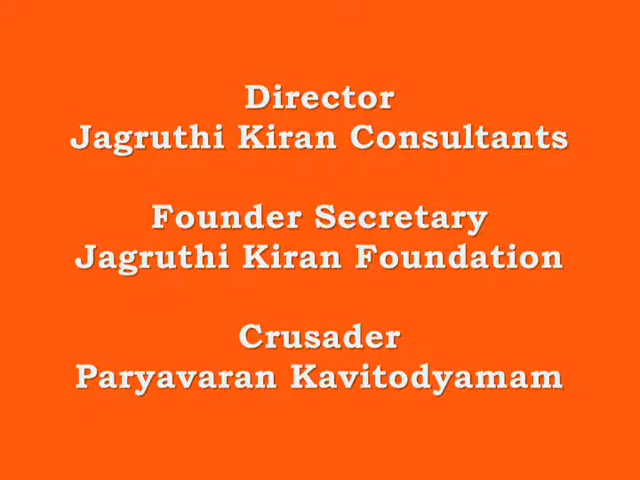 Director
Jagruthi Kiran Consultants
Founder Secretary
Jagruthi Kiran Foundation
Crusader
Paryavaran Kavitodyamam